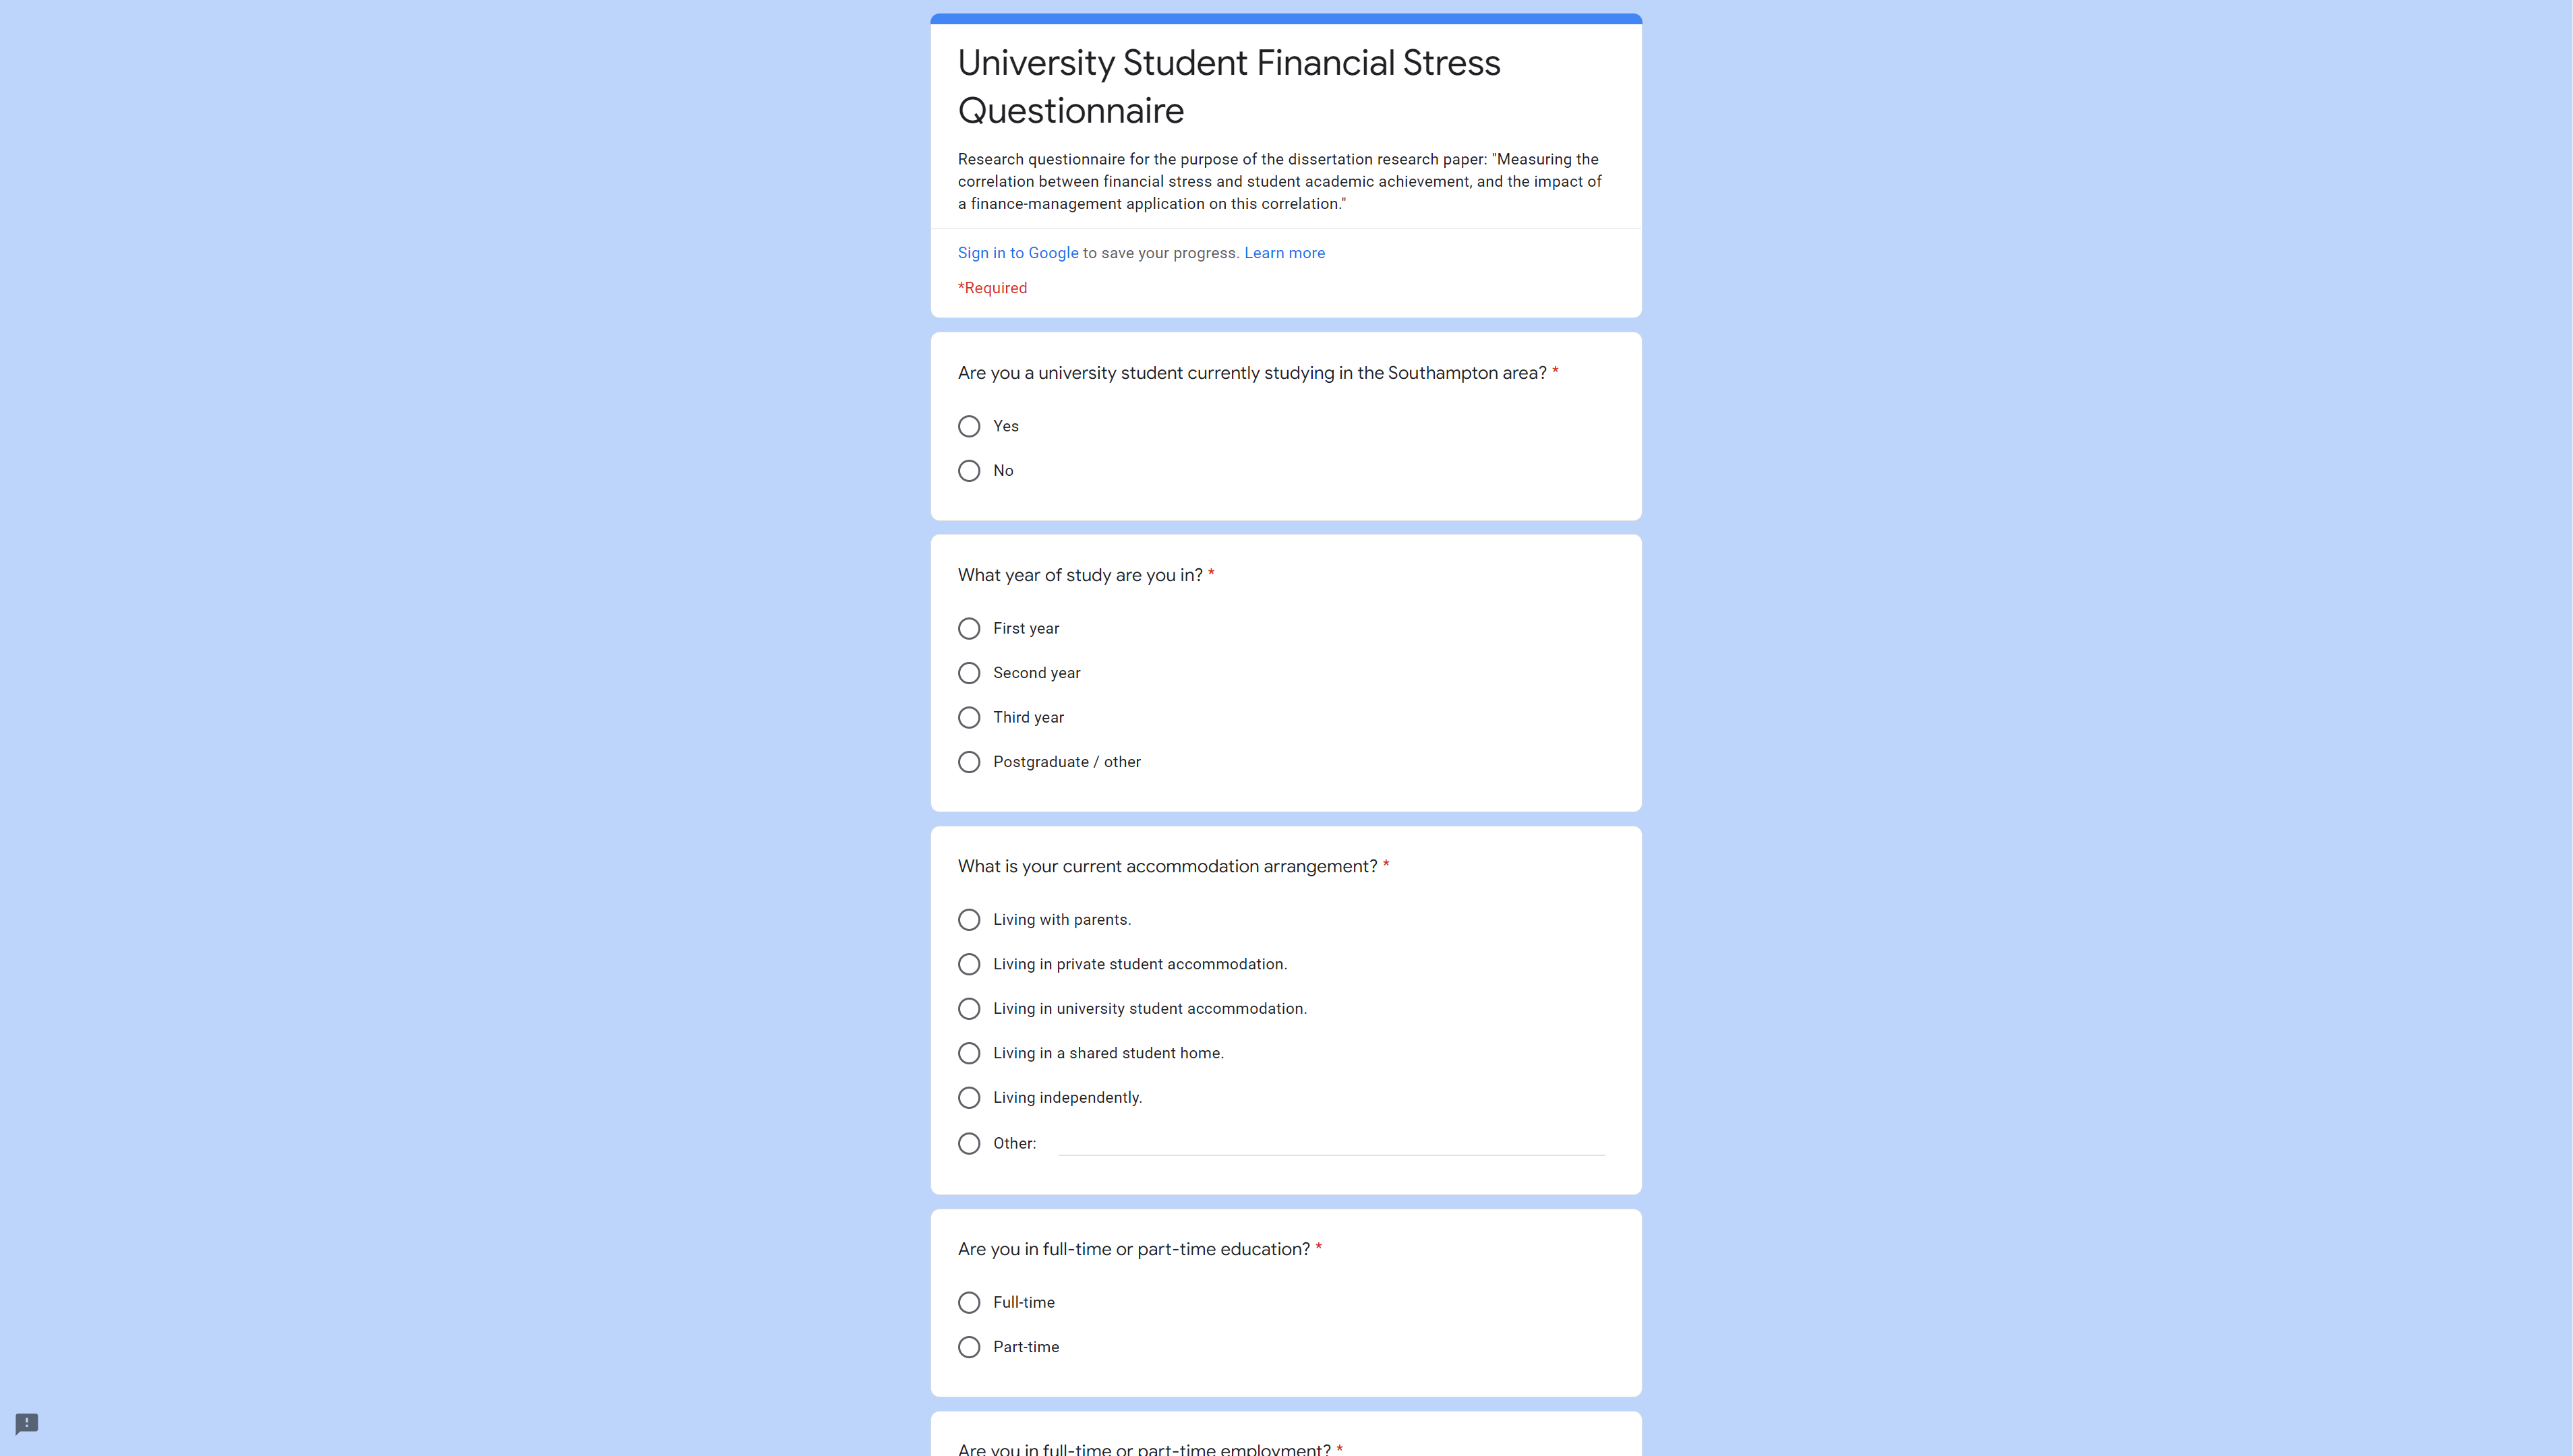 University Student Financial Stress
Questionnaire
Research questionnaire for the purpose of the dissertation research paper: "Measuring the
correlation between financial stress and student academic achievement, and the impact of
a finance-management application on this correlation."
Sign in to Google to save your progress. Learn more
*Required
Are you a university student currently studying in the Southampton area? *
Yes
No
What year of study are you in? *
First year
Second year
Third year
Postgraduate / other
What is your current accommodation arrangement? *
Living with parents.
Living in private student accommodation.
Living in university student accommodation.
Living in a shared student home.
Living independently.
Other:
Are you in full-time or part-time education? *
Full-time
Part-time
Are you in full-time or part-time employment? *